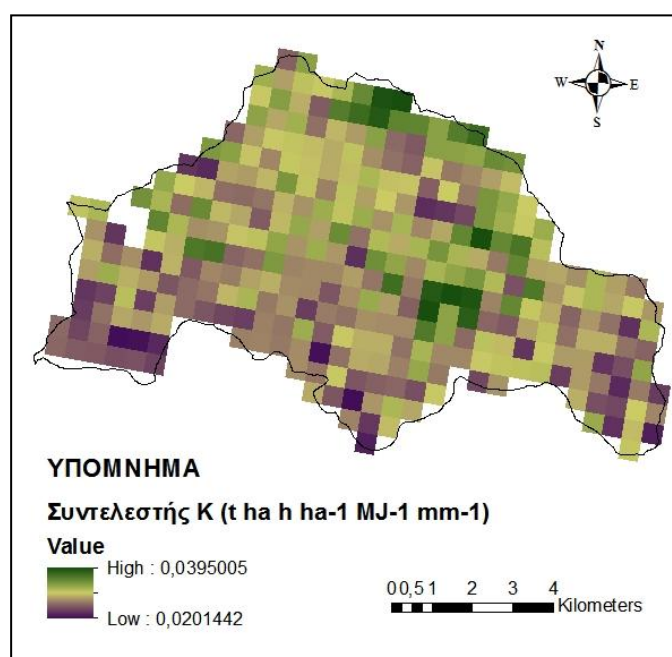 N
W E
S
ΥΠΟΜΝΗΜΑ
Συντελεστής Κ (t ha h ha-1 MJ-1 mm-1)
Value
High : 0,0395005
Low : 0,0201442
0 0,5 1 2 3 4
Kilometers